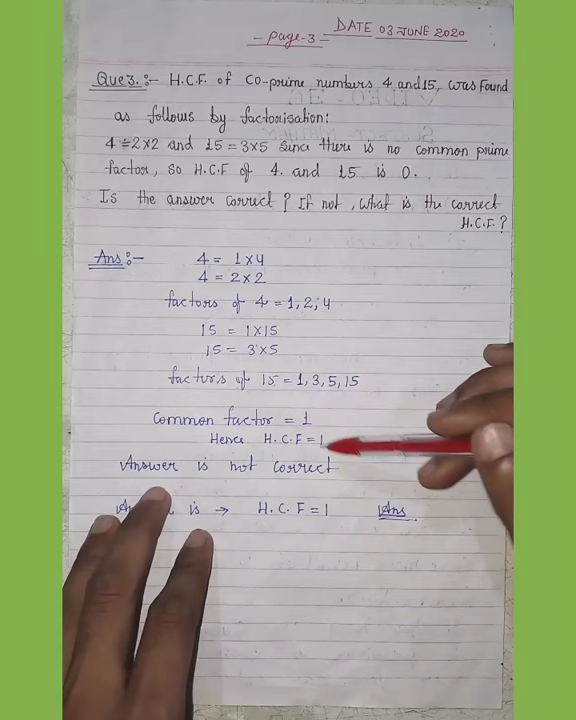 - Page-3 -
DATE 03 JUNE 2020
Que 3. :- H.C.F. of Co-prime numbers 4 and 15, was Found
as follows by factorisation:
4 = 2×2 and 15 = 3×5 Since there is no common prime
factor, so H.C.F of 4. and 15 is 0.
Is the answer correct? If not, what is the correct
H.C.F.?
Ans :- 4 = 1×4
4 = 2×2
factors of 4 = 1, 2, 4
15 = 1×15
15 = 3×5
factors of 15 = 1, 3, 5, 15
Common factor = 1
Hence H.C.F = 1
Answer is not correct
is → H.C.F = 1 Ans